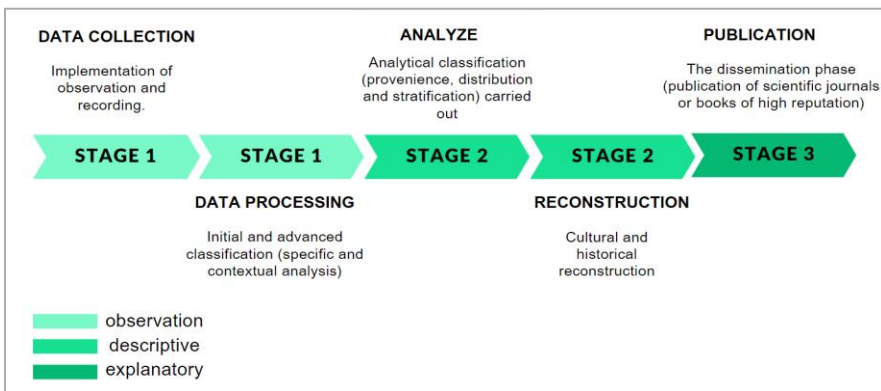 DATA COLLECTION
Implementation of
observation and
recording.
ANALYZE
Analytical classification
(provenience, distribution
and stratification) carried
out
PUBLICATION
The dissemination phase
(publication of scientific journals
or books of high reputation)
STAGE 1
STAGE 1
STAGE 2
STAGE 2
STAGE 3
DATA PROCESSING
Initial and advanced
classification (specific and
contextual analysis)
RECONSTRUCTION
Cultural and
historical
reconstruction
observation
descriptive
explanatory